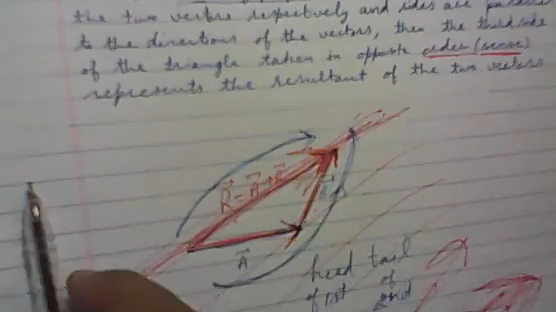 the two vectors respectively and sides are parallel
to the directions of the vectors, then the third side
of the triangle taken in opposite order (sense)
represents the resultant of the two vectors
R = A + B
A
head tail
of 1st of
2nd